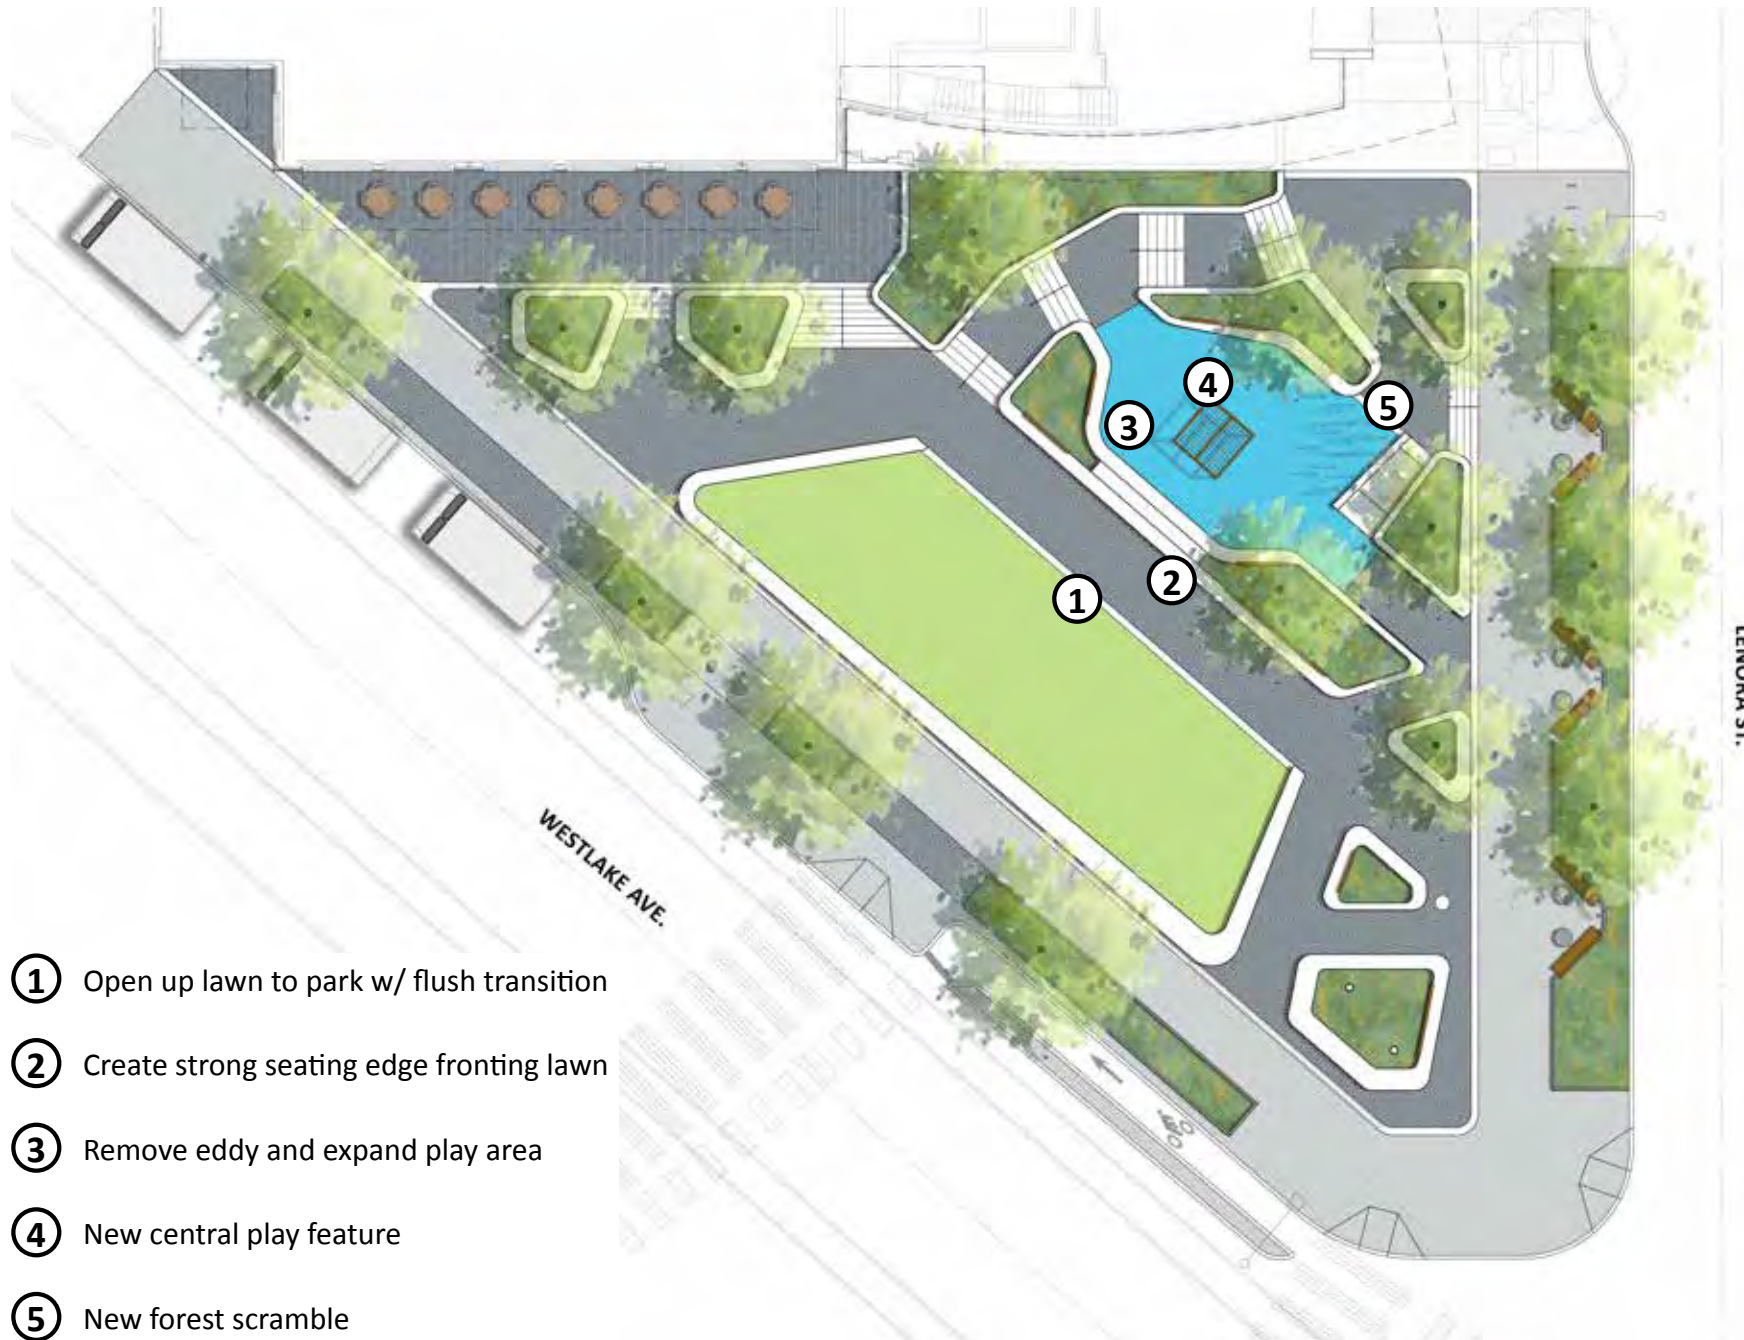 4
3
5
2
1
LENORA ST.
WESTLAKE AVE.
1 Open up lawn to park w/ flush transition
2 Create strong seating edge fronting lawn
3 Remove eddy and expand play area
4 New central play feature
5 New forest scramble